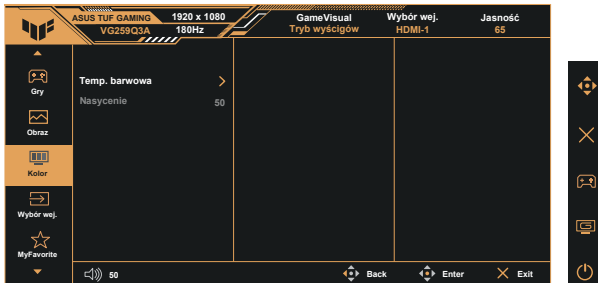 ASUS TUF GAMING 1920 x 1080 GameVisual Wybór wej. Jasność
VG259Q3A 180Hz Tryb wyścigów HDMI-1 65
Gry
Obraz
Kolor
Wybór wej.
MyFavorite
Temp. barwowa
Nasycenie 50
50 Back Enter Exit